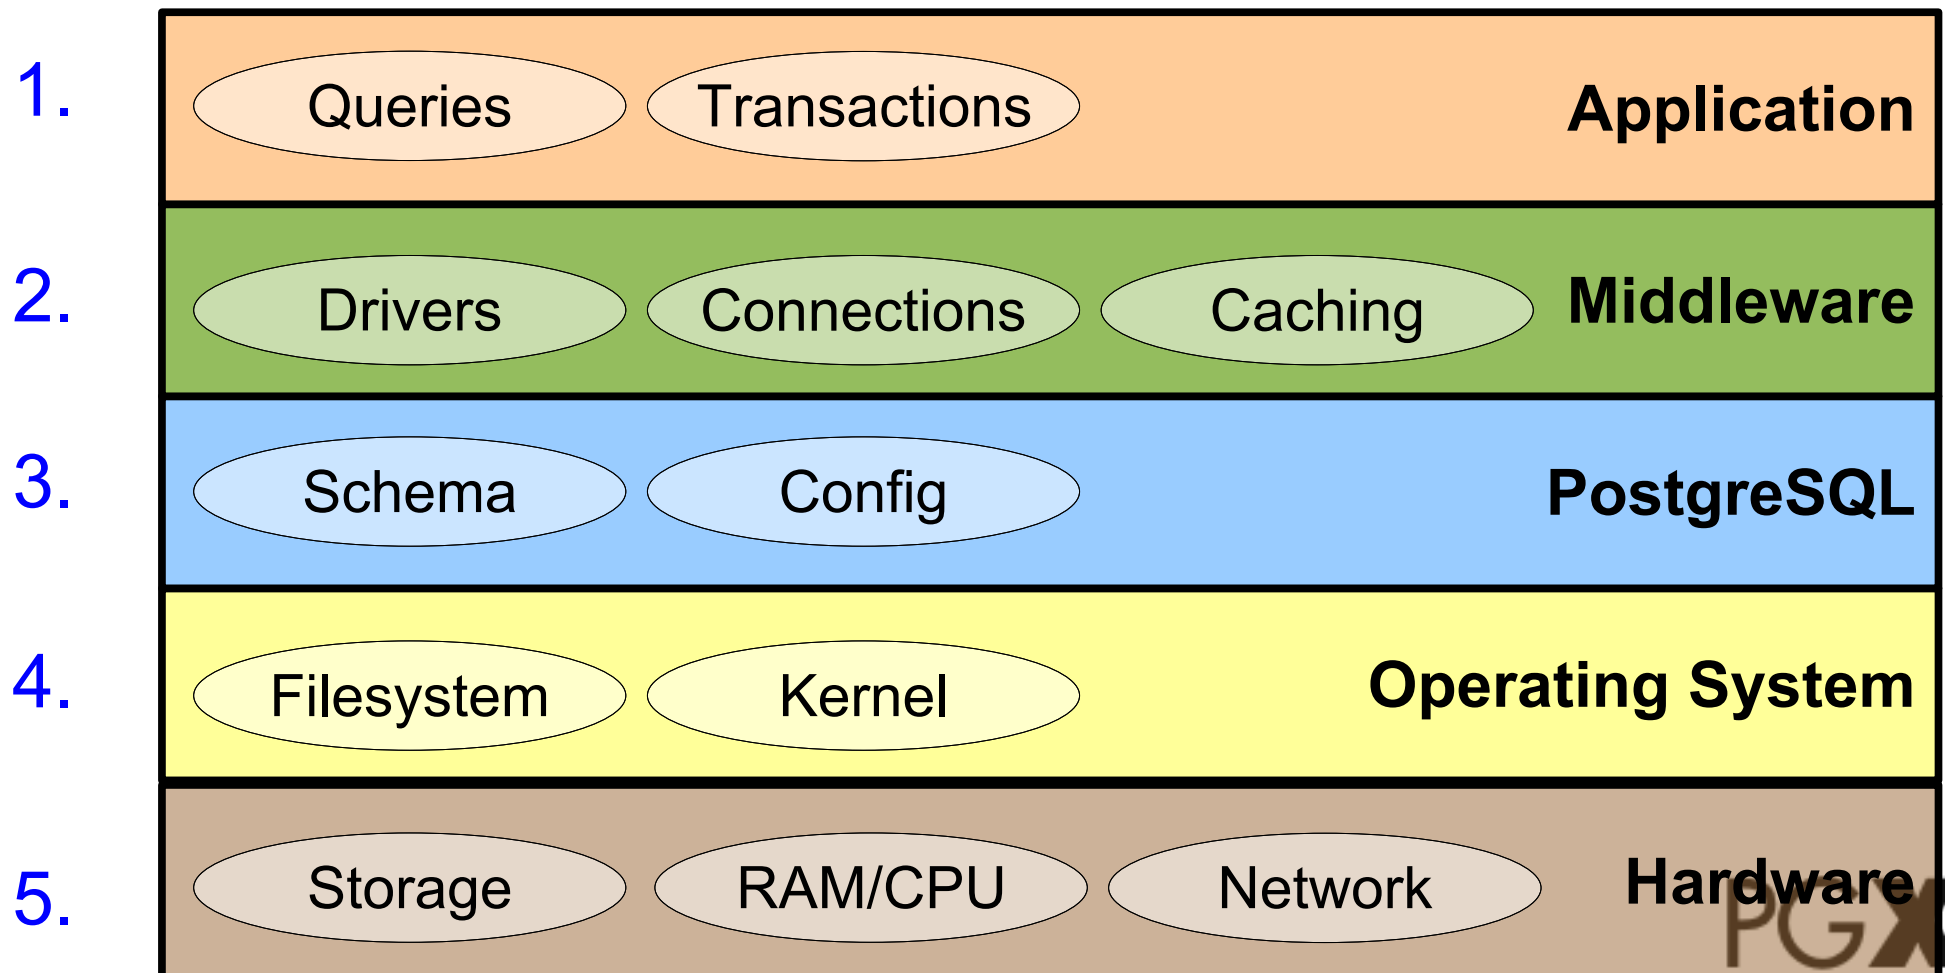 1. Queries Transactions Application
2. Drivers Connections Caching Middleware
3. Schema Config PostgreSQL
4. Filesystem Kernel Operating System
5. Storage RAM/CPU Network Hardware
PGX